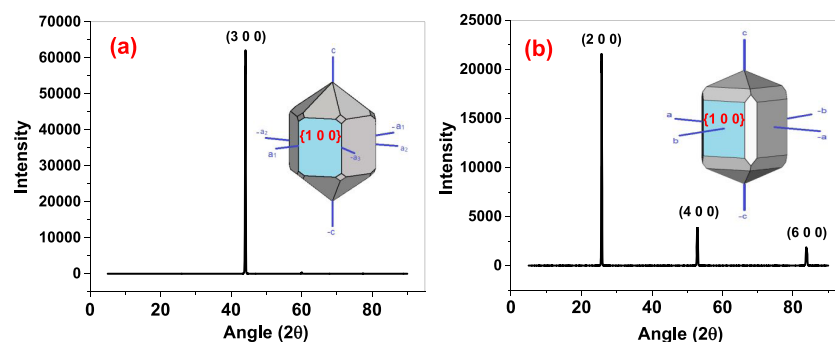 (a)
(3 0 0)
70000
60000
50000
40000
30000
20000
10000
0
Intensity
0
20
40
60
80
Angle (2θ)
c
-a₂
a₁
{1 0 0}
-a₃
-a₁
a₂
-c
(b)
(2 0 0)
(4 0 0)
(6 0 0)
25000
20000
15000
10000
5000
0
Intensity
0
20
40
60
80
Angle (2θ)
c
a
b
{1 0 0}
-b
-a
-c